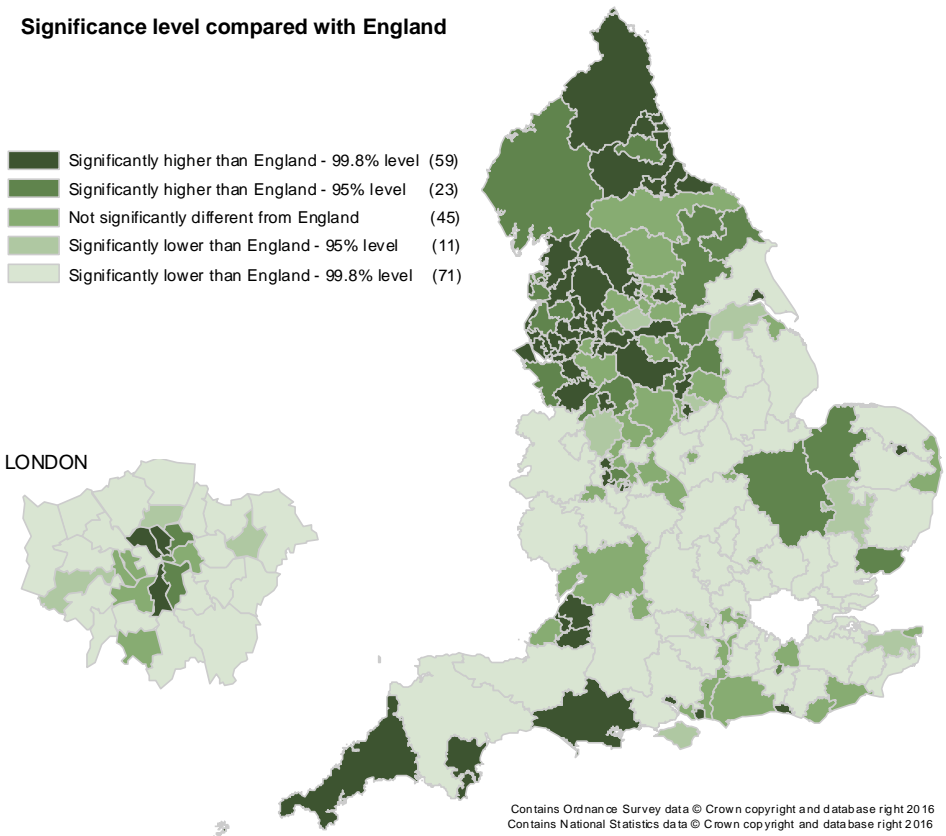 Significance level compared with England
Significantly higher than England - 99.8% level (59)
Significantly higher than England - 95% level (23)
Not significantly different from England (45)
Significantly lower than England - 95% level (11)
Significantly lower than England - 99.8% level (71)
LONDON
Contains Ordnance Survey data © Crown copyright and database right 2016
Contains National Statistics data © Crown copyright and database right 2016